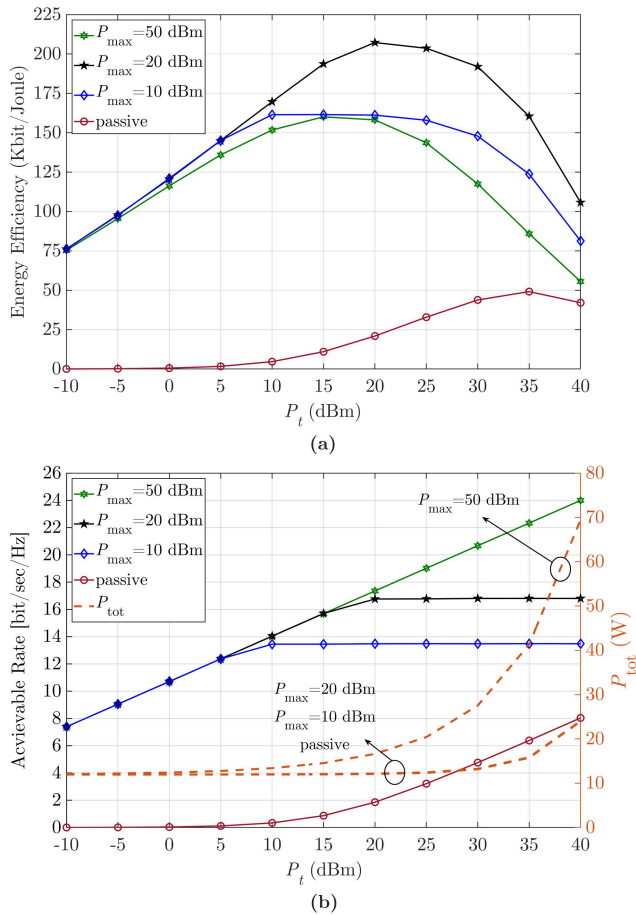 225
200
175
150
125
100
75
50
25
0
Energy Efficiency (Kbit/Joule)
P_max=50 dBm
P_max=20 dBm
P_max=10 dBm
passive
-10 -5 0 5 10 15 20 25 30 35 40
P_t (dBm)
(a)
26
24
22
20
18
16
14
12
10
8
6
4
2
0
Acvievable Rate [bit/sec/Hz]
P_max=50 dBm
P_max=20 dBm
P_max=10 dBm
passive
P_tot
P_max=50 dBm
P_max=20 dBm
P_max=10 dBm
passive
80
70
60
50
40
30
20
10
0
P_tot (W)
-10 -5 0 5 10 15 20 25 30 35 40
P_t (dBm)
(b)